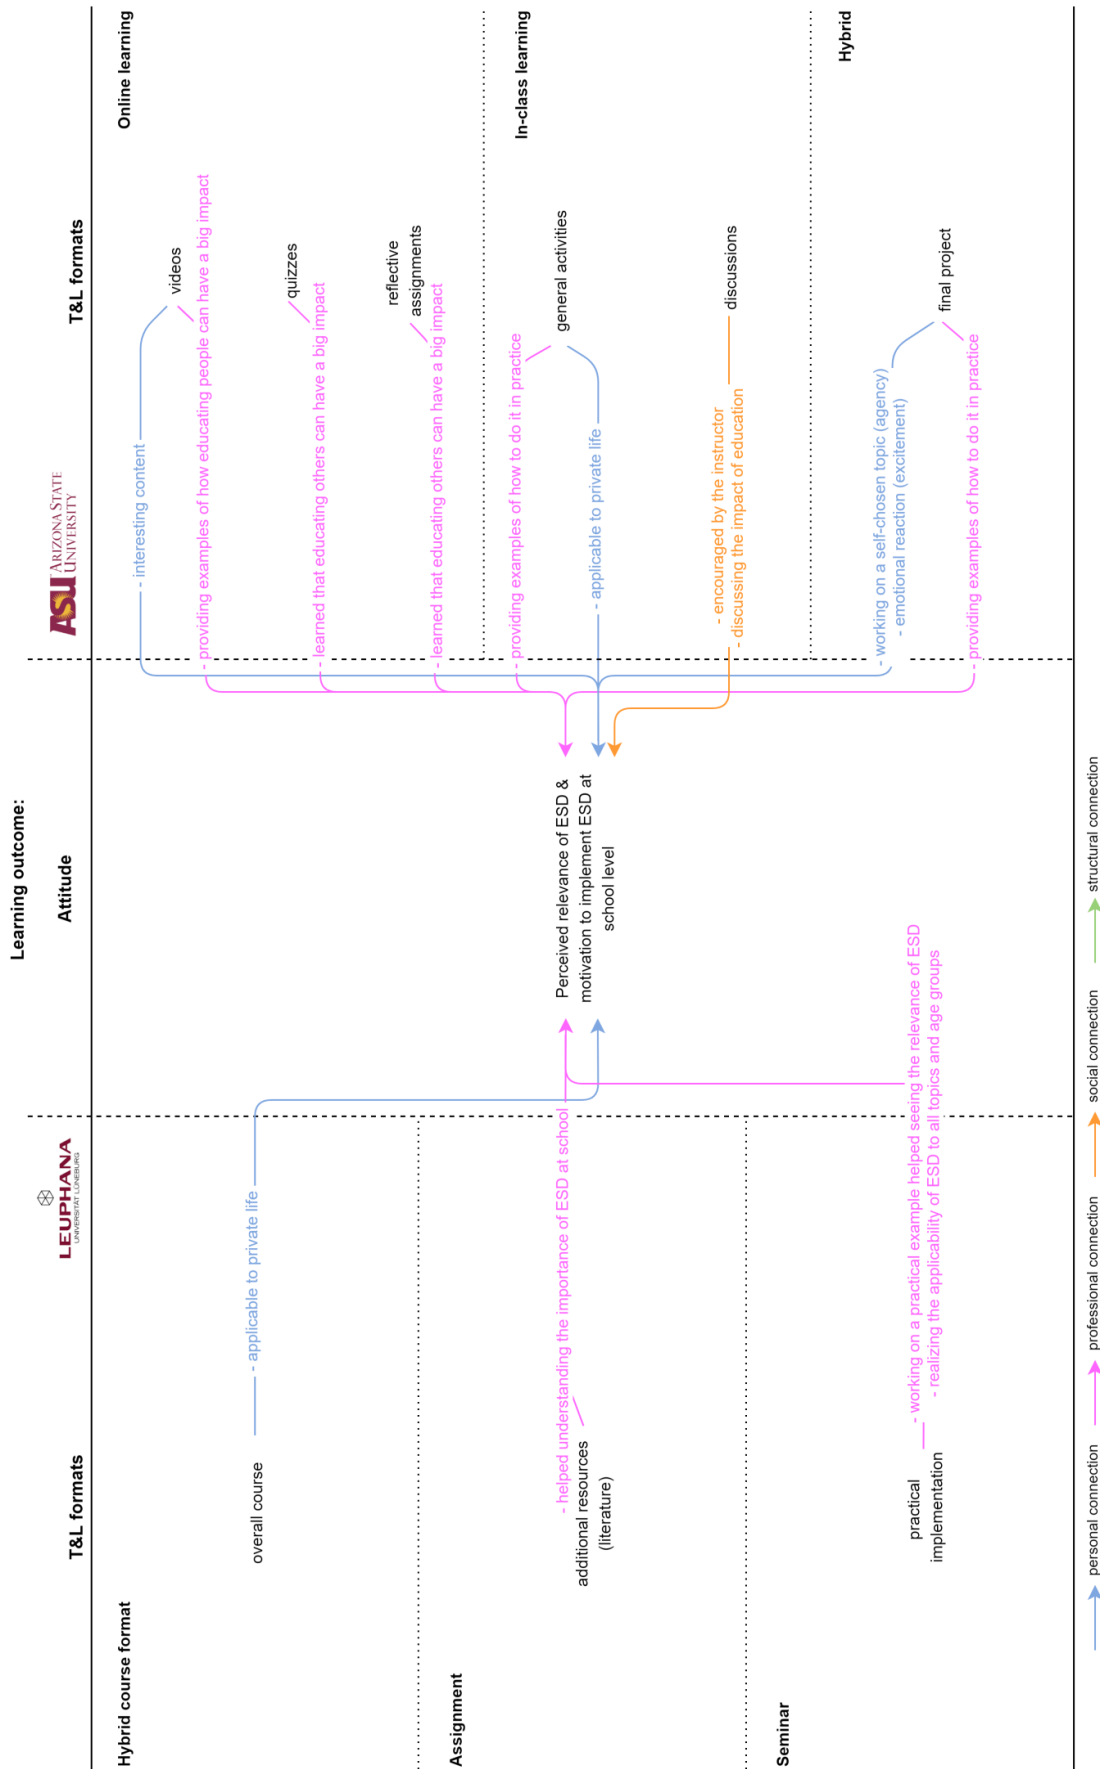 Learning outcome:
T&L formats
LEUPHANA
UNIVERSITÄT LÜNEBURG
Attitude
ASU ARIZONA STATE
UNIVERSITY
T&L formats
Hybrid course format
overall course
- applicable to private life
Assignment
- helped understanding the importance of ESD at school
additional resources
(literature)
Seminar
practical
implementation
- working on a practical example helped seeing the relevance of ESD
- realizing the applicability of ESD to all topics and age groups
Perceived relevance of ESD &
motivation to implement ESD at
school level
Online learning
- interesting content
videos
- providing examples of how educating people can have a big impact
quizzes
- learned that educating others can have a big impact
reflective
assignments
- learned that educating others can have a big impact
In-class learning
- providing examples of how to do it in practice
general activities
- applicable to private life
- encouraged by the instructor
- discussing the impact of education
discussions
Hybrid
- working on a self-chosen topic (agency)
- emotional reaction (excitement)
final project
- providing examples of how to do it in practice
personal connection
professional connection
social connection
structural connection